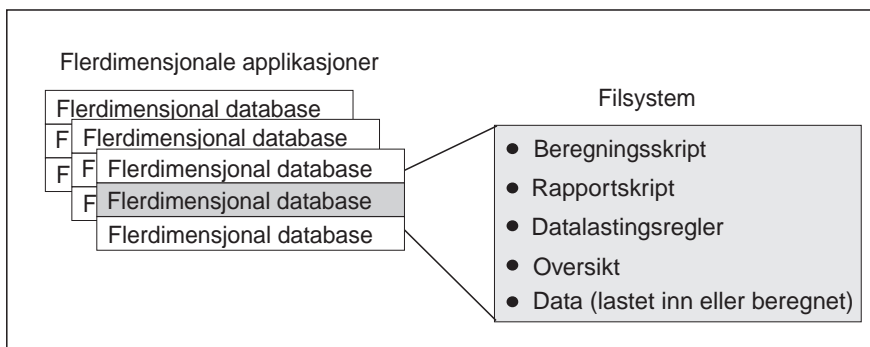 Flerdimensjonale applikasjoner
Flerdimensjonal database
F
F
Flerdimensjonal database
F
F
Flerdimensjonal database
Flerdimensjonal database
Flerdimensjonal database
Filsystem
● Beregningsskript
● Rapportskript
● Datalastingsregler
● Oversikt
● Data (lastet inn eller beregnet)